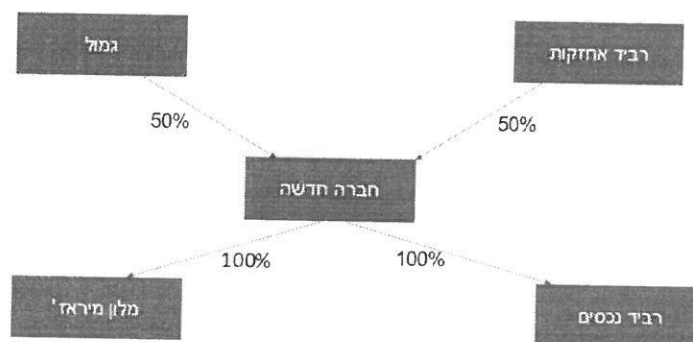 רביד אחזקות
גמול
50%
50%
חברה חדשה
100%
100%
רביד נכסים
מלון מיראז'